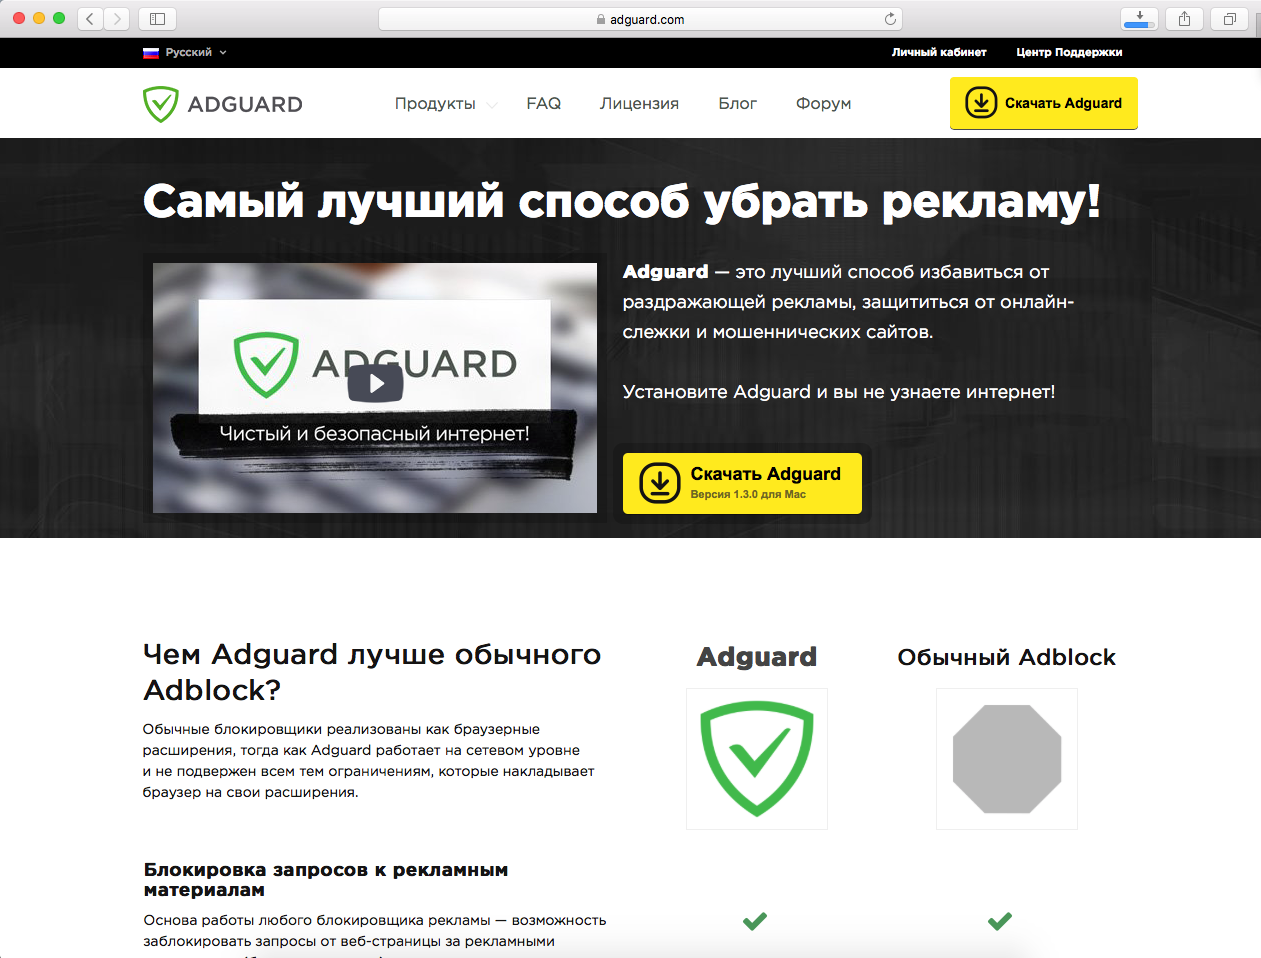 adguard.com
Русский
Личный кабинет
Центр Поддержки
ADGUARD
Продукты
FAQ
Лицензия
Блог
Форум
Скачать Adguard
Самый лучший способ убрать рекламу!
ADGUARD
Чистый и безопасный интернет!
Adguard — это лучший способ избавиться от
раздражающей рекламы, защититься от онлайн-
слежки и мошеннических сайтов.
Установите Adguard и вы не узнаете интернет!
Скачать Adguard
Версия 1.3.0 для Mac
Чем Adguard лучше обычного
Adblock?
Обычные блокировщики реализованы как браузерные
расширения, тогда как Adguard работает на сетевом уровне
и не подвержен всем тем ограничениям, которые накладывает
браузер на свои расширения.
Adguard
Обычный Adblock
Блокировка запросов к рекламным
материалам
Основа работы любого блокировщика рекламы — возможность
заблокировать запросы от веб-страницы за рекламными